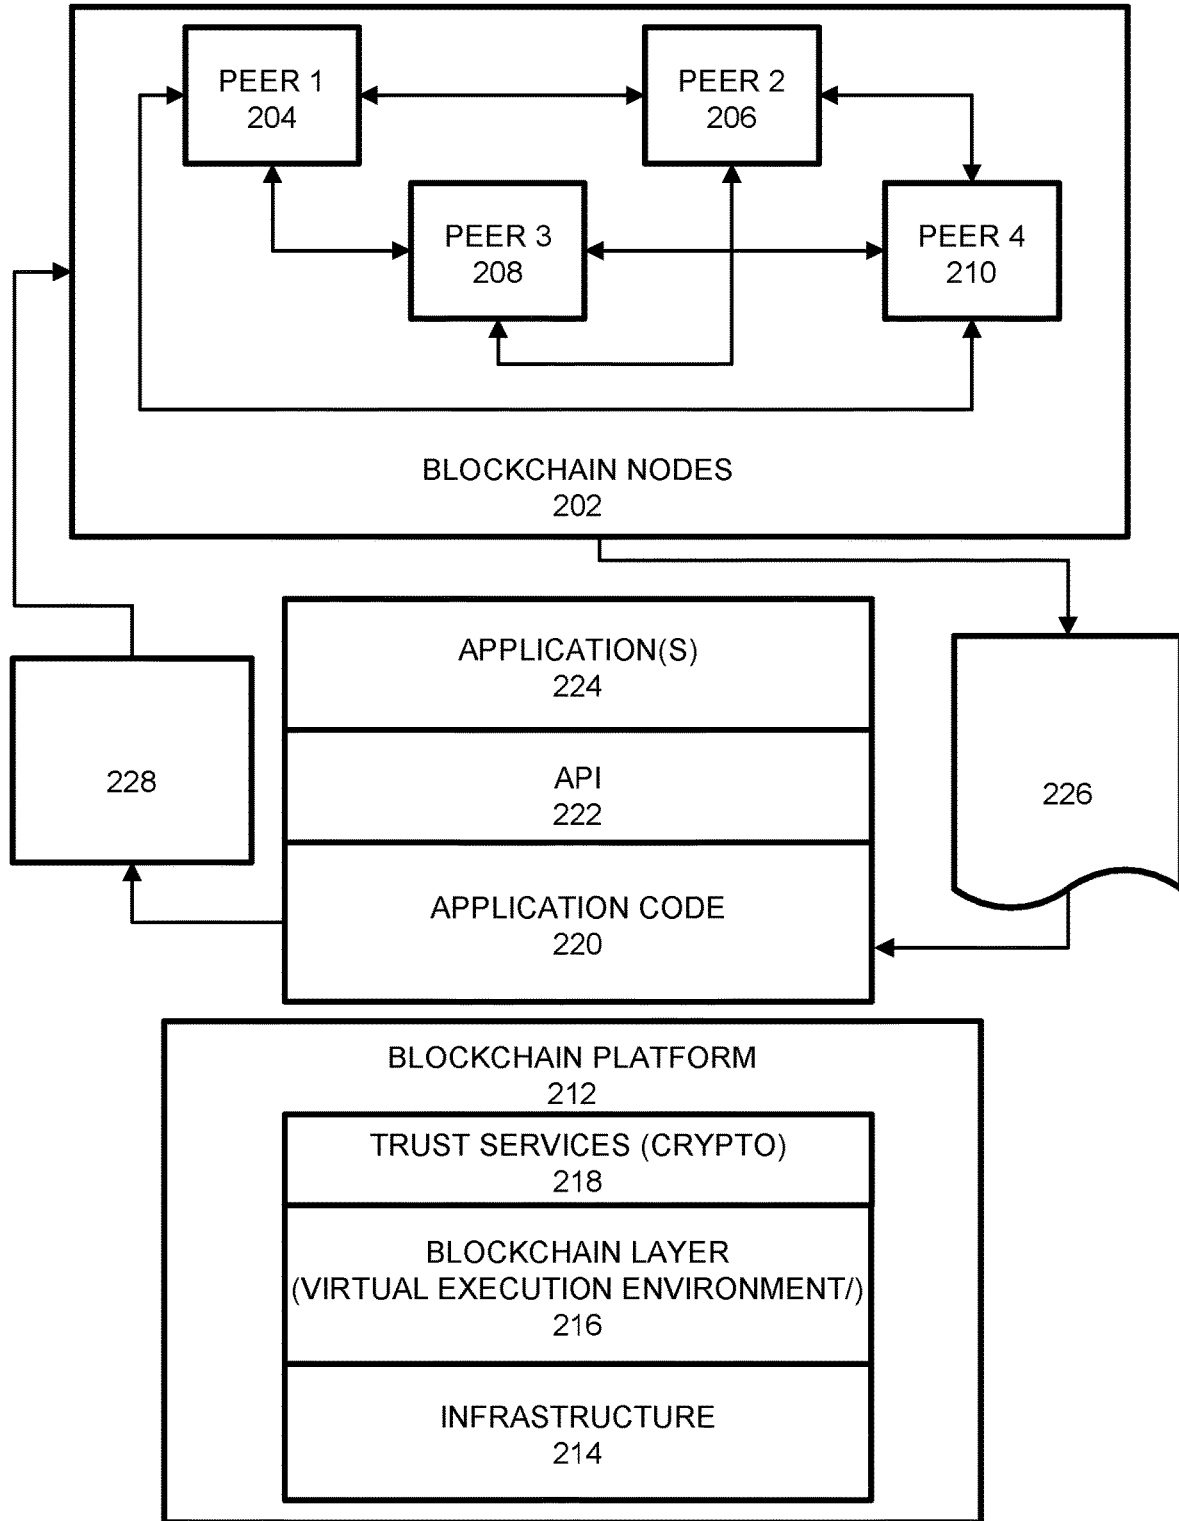 PEER 1
204
PEER 2
206
PEER 3
208
PEER 4
210
BLOCKCHAIN NODES
202
APPLICATION(S)
224
API
222
APPLICATION CODE
220
228
226
BLOCKCHAIN PLATFORM
212
TRUST SERVICES (CRYPTO)
218
BLOCKCHAIN LAYER
(VIRTUAL EXECUTION ENVIRONMENT/)
216
INFRASTRUCTURE
214